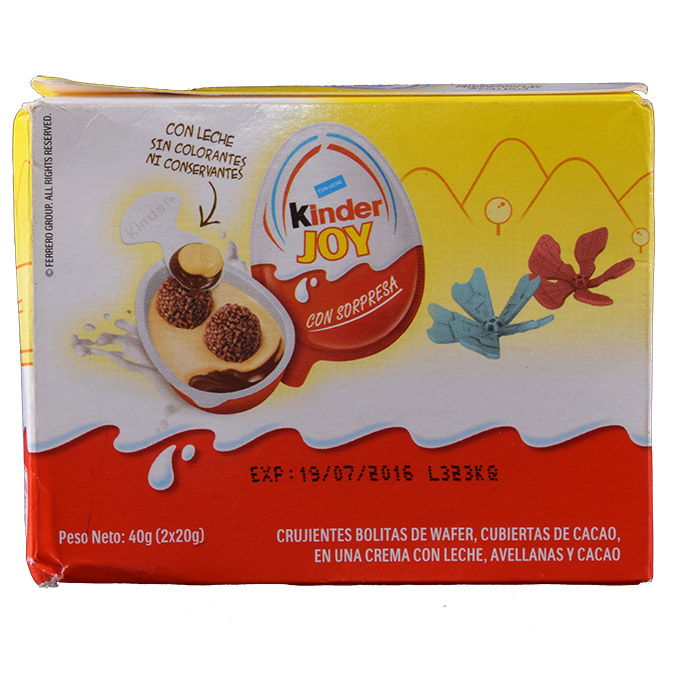 © FERRERO GROUP. ALL RIGHTS RESERVED.
CON LECHE
SIN COLORANTES
NI CONSERVANTES
Kinder
CON LECHE
Kinder
JOY
CON SORPRESA
EXP:19/07/2016 L323KQ
Peso Neto: 40g (2x20g)
CRUJIENTES BOLITAS DE WAFER, CUBIERTAS DE CACAO,
EN UNA CREMA CON LECHE, AVELLANAS Y CACAO